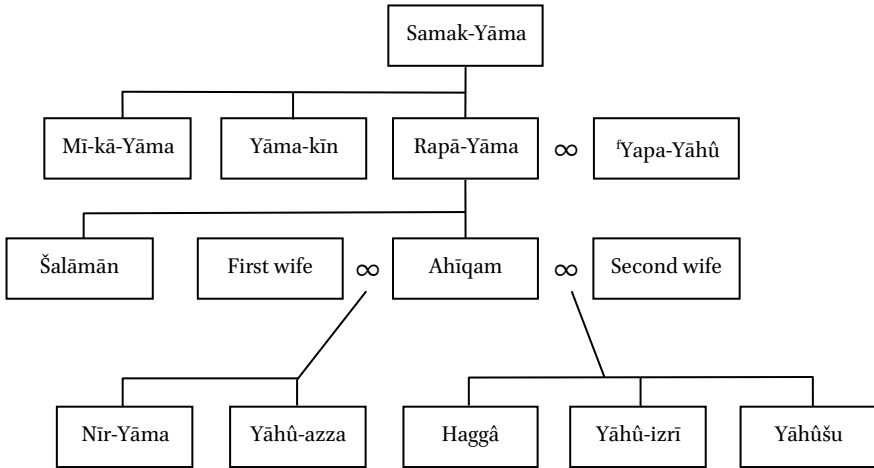 Samak-Yāma
Mī-kā-Yāma Yāma-kīn Rapā-Yāma ∞ ᶠYapa-Yāhû
Šalāmān First wife ∞ Ahīqam ∞ Second wife
Nīr-Yāma Yāhû-azza Haggâ Yāhû-izrī Yāhûšu